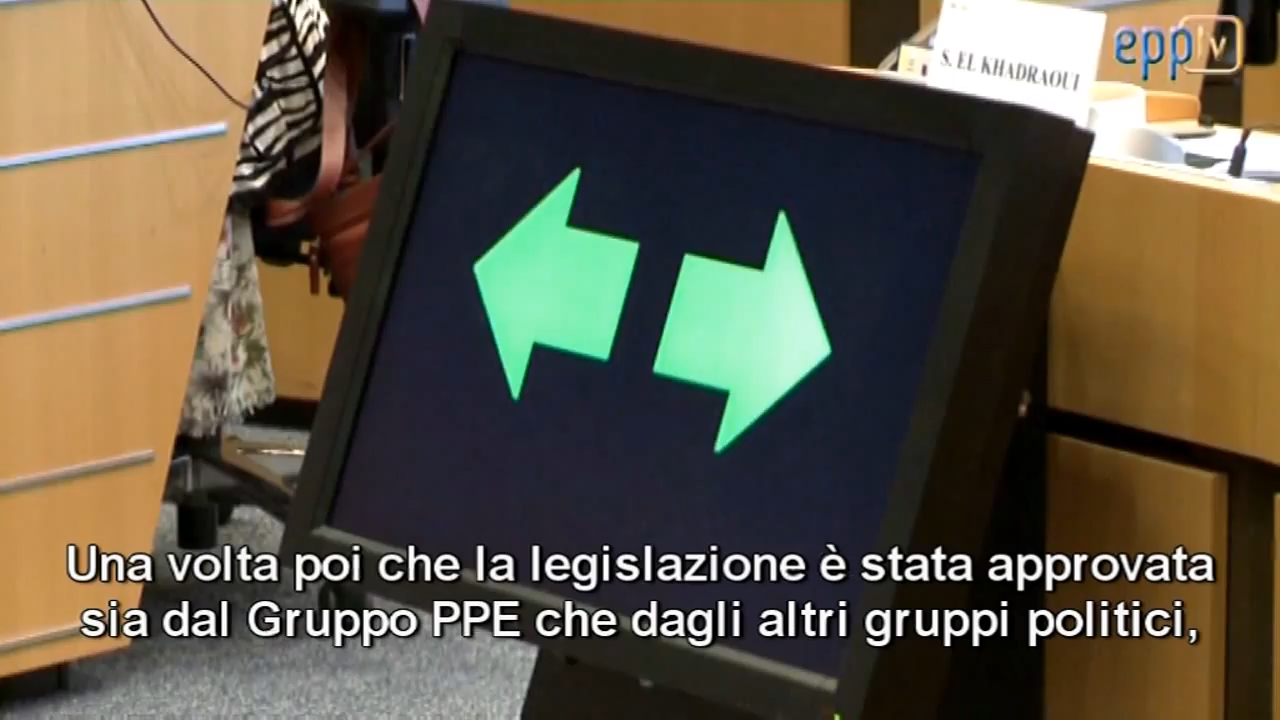 epptv
S. EL KHADRAOUI
Una volta poi che la legislazione è stata approvata
sia dal Gruppo PPE che dagli altri gruppi politici,